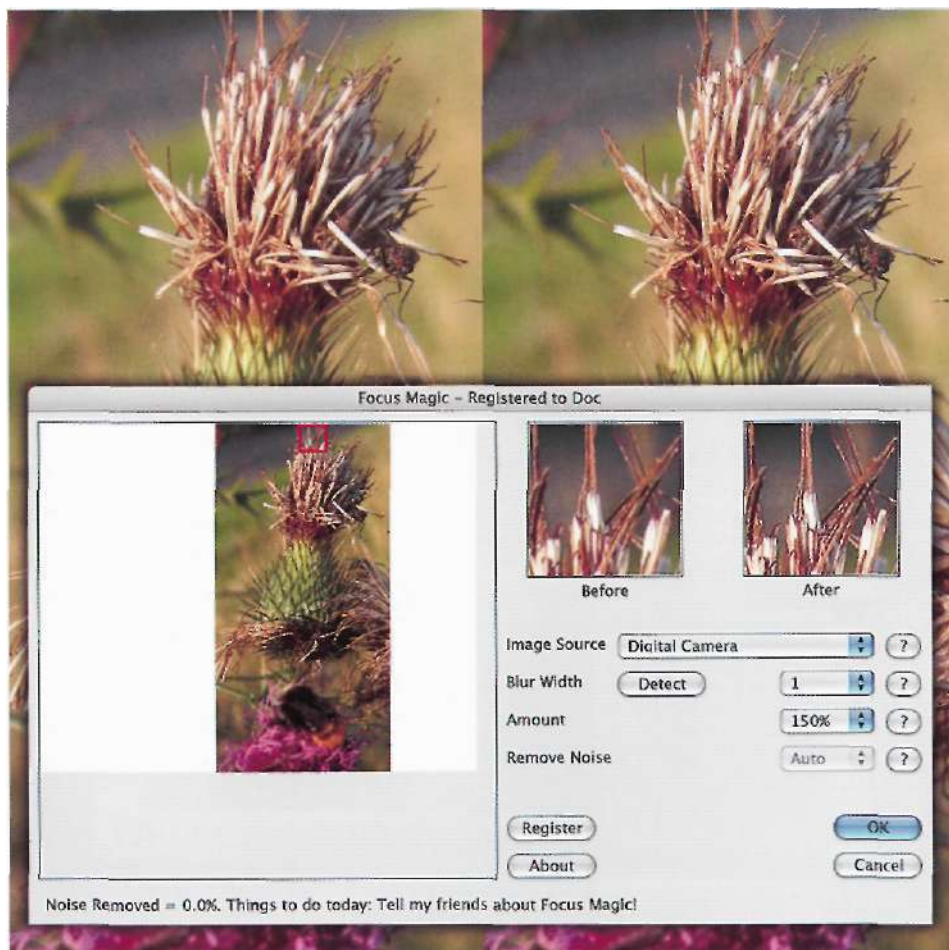 Focus Magic – Registered to Doc
Before
After
Image Source
Digital Camera
?
Blur Width
Detect
1
?
Amount
150%
?
Remove Noise
Auto
?
Register
OK
About
Cancel
Noise Removed = 0.0%. Things to do today: Tell my friends about Focus Magic!